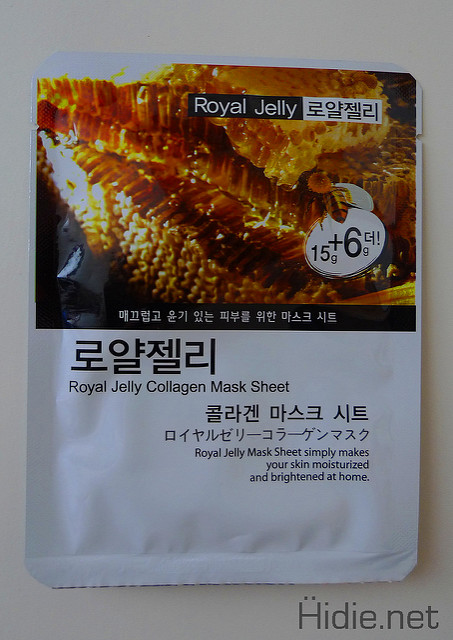 Royal Jelly 로얄젤리
15g+6g더!
매끄럽고 윤기 있는 피부를 위한 마스크 시트
로얄젤리
Royal Jelly Collagen Mask Sheet
콜라겐 마스크 시트
ロイヤルゼリーコラーゲンマスク
Royal Jelly Mask Sheet simply makes
your skin moisturized
and brightened at home.
Hidie.net